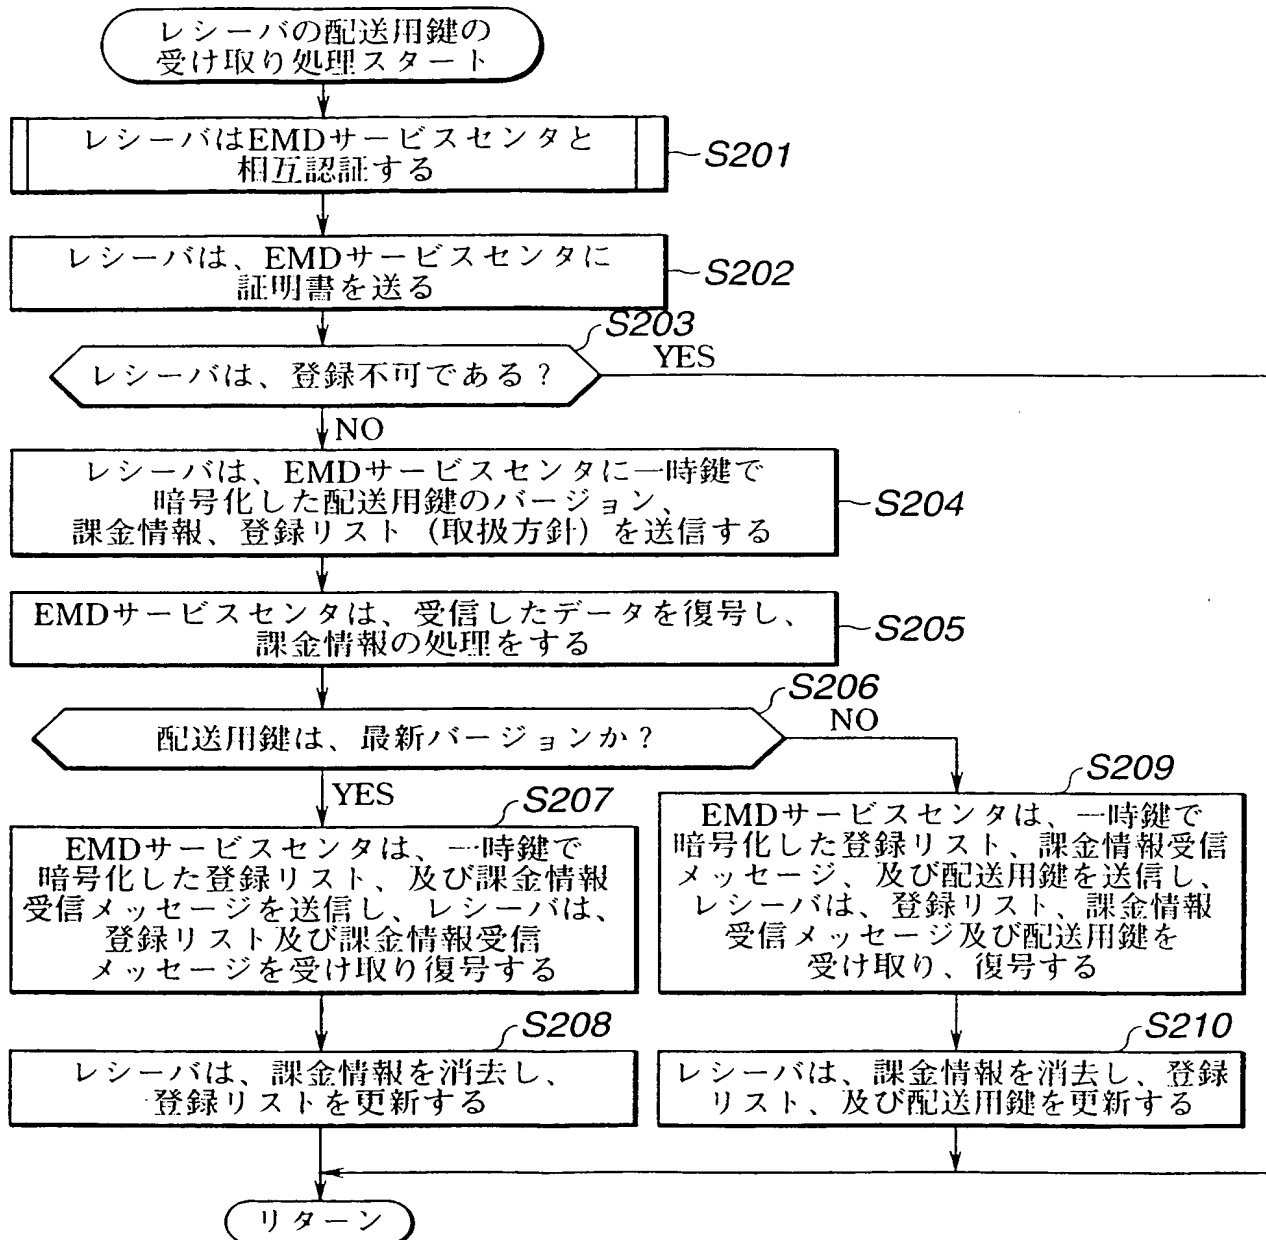 レシーバの配送用鍵の
受け取り処理スタート
レシーバはEMDサービスセンタと
相互認証する
S201
レシーバは、EMDサービスセンタに
証明書を送る
S202
S203
レシーバは、登録不可である？
YES
NO
レシーバは、EMDサービスセンタに一時鍵で
暗号化した配送用鍵のバージョン、
課金情報、登録リスト（取扱方針）を送信する
S204
EMDサービスセンタは、受信したデータを復号し、
課金情報の処理をする
S205
S206
配送用鍵は、最新バージョンか？
NO
YES
S207
EMDサービスセンタは、一時鍵で
暗号化した登録リスト、及び課金情報
受信メッセージを送信し、レシーバは、
登録リスト及び課金情報受信
メッセージを受け取り復号する
S209
EMDサービスセンタは、一時鍵で
暗号化した登録リスト、課金情報受信
メッセージ、及び配送用鍵を送信し、
レシーバは、登録リスト、課金情報
受信メッセージ及び配送用鍵を
受け取り、復号する
S208
レシーバは、課金情報を消去し、
登録リストを更新する
S210
レシーバは、課金情報を消去し、登録
リスト、及び配送用鍵を更新する
リターン